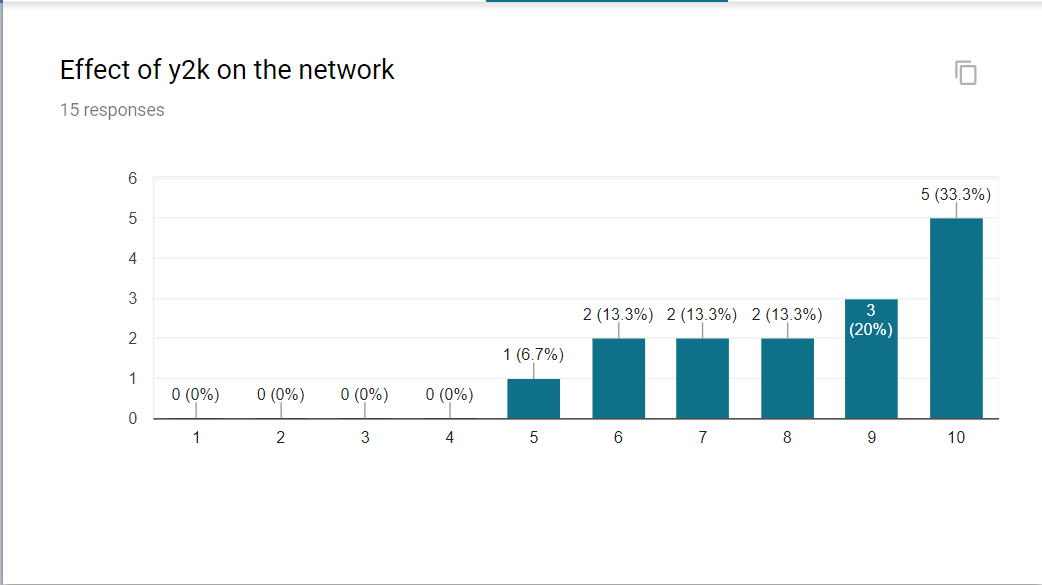 Effect of y2k on the network
15 responses
6
5 (33.3%)
5
4
3
3
2 (13.3%) 2 (13.3%) 2 (13.3%)
(20%)
2
1 (6.7%)
1
0 (0%) 0 (0%) 0 (0%) 0 (0%)
0
1 2 3 4 5 6 7 8 9 10